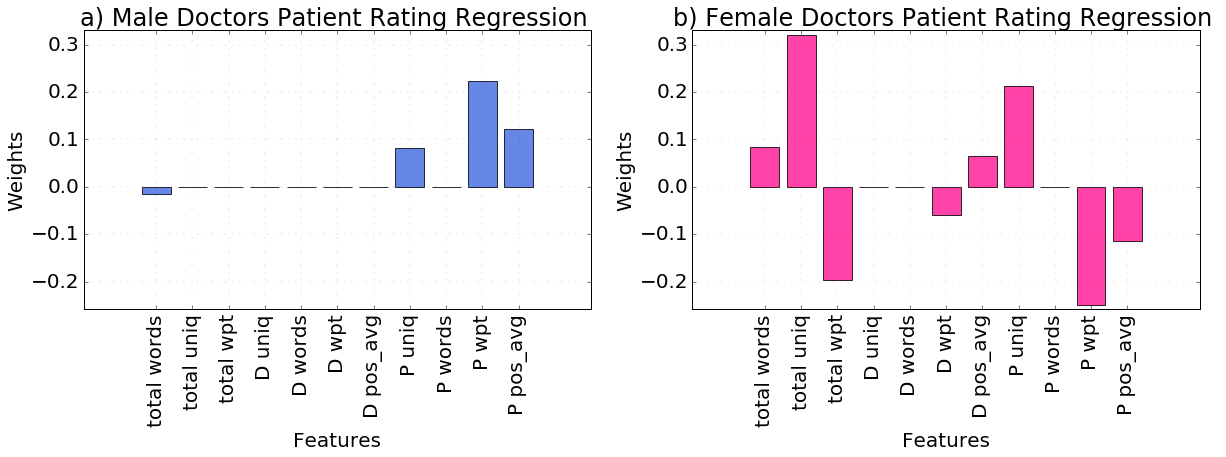 a) Male Doctors Patient Rating Regression
0.3
0.2
0.1
0.0
−0.1
−0.2
Weights
total words
total uniq
total wpt
D uniq
D words
D wpt
D pos_avg
P uniq
P words
P wpt
P pos_avg
Features
b) Female Doctors Patient Rating Regression
0.3
0.2
0.1
0.0
−0.1
−0.2
Weights
total words
total uniq
total wpt
D uniq
D words
D wpt
D pos_avg
P uniq
P words
P wpt
P pos_avg
Features